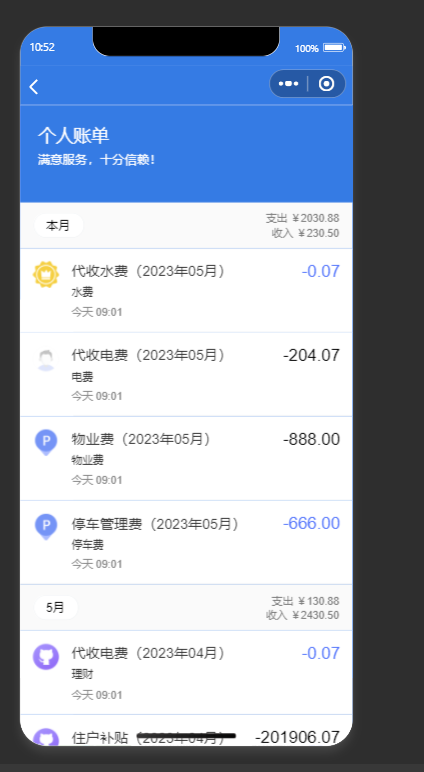 10:52
100%
个人账单
满意服务，十分信赖！
本月
支出 ￥2030.88
收入 ￥230.50
代收水费（2023年05月）
-0.07
水费
今天 09:01
代收电费（2023年05月）
-204.07
电费
今天 09:01
P
物业费（2023年05月）
-888.00
物业费
今天 09:01
P
停车管理费（2023年05月）
-666.00
停车费
今天 09:01
5月
支出 ￥130.88
收入 ￥2430.50
代收电费（2023年04月）
-0.07
理财
今天 09:01
住户补贴（2023年04月）
-201906.07